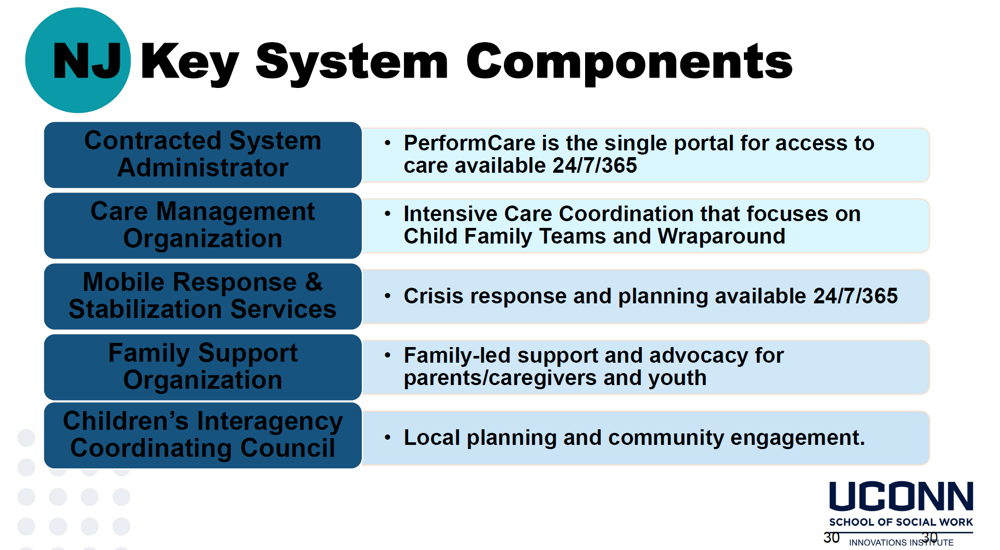 NJ Key System Components
Contracted System
Administrator
• PerformCare is the single portal for access to
care available 24/7/365
Care Management
Organization
• Intensive Care Coordination that focuses on
Child Family Teams and Wraparound
Mobile Response &
Stabilization Services
• Crisis response and planning available 24/7/365
Family Support
Organization
• Family-led support and advocacy for
parents/caregivers and youth
Children’s Interagency
Coordinating Council
• Local planning and community engagement.
UCONN
SCHOOL OF SOCIAL WORK
30 30
INNOVATIONS INSTITUTE